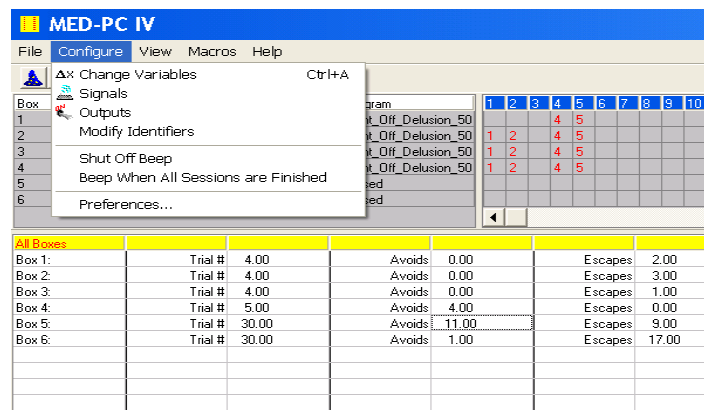 MED-PC IV
File Configure View Macros Help
Δx Change Variables Ctrl+A
Signals
Outputs
Modify Identifiers
Shut Off Beep
Beep When All Sessions are Finished
Preferences...
Box gram 1 2 3 4 5 6 7 8 9 10
1 nt_Off_Delusion_50 4 5
2 nt_Off_Delusion_50 1 2 4 5
3 nt_Off_Delusion_50 1 2 4 5
4 nt_Off_Delusion_50 1 2 4 5
5 sed
6 sed
All Boxes
Box 1: Trial # 4.00 Avoids 0.00 Escapes 2.00
Box 2: Trial # 4.00 Avoids 0.00 Escapes 3.00
Box 3: Trial # 4.00 Avoids 0.00 Escapes 1.00
Box 4: Trial # 5.00 Avoids 4.00 Escapes 0.00
Box 5: Trial # 30.00 Avoids 11.00 Escapes 9.00
Box 6: Trial # 30.00 Avoids 1.00 Escapes 17.00